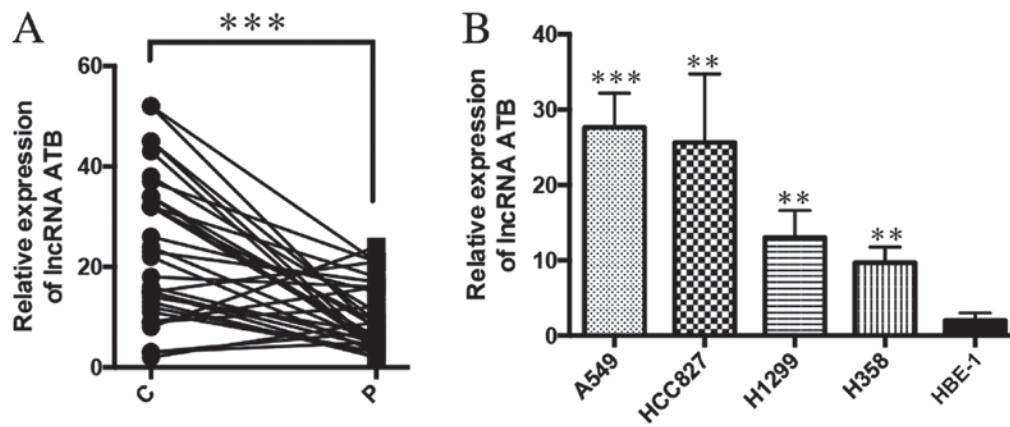 A
***
Relative expression
of lncRNA ATB
60
40
20
0
C
P
B
Relative expression
of lncRNA ATB
40
30
20
10
0
***
**
**
**
A549
HCC827
H1299
H358
HBE-1